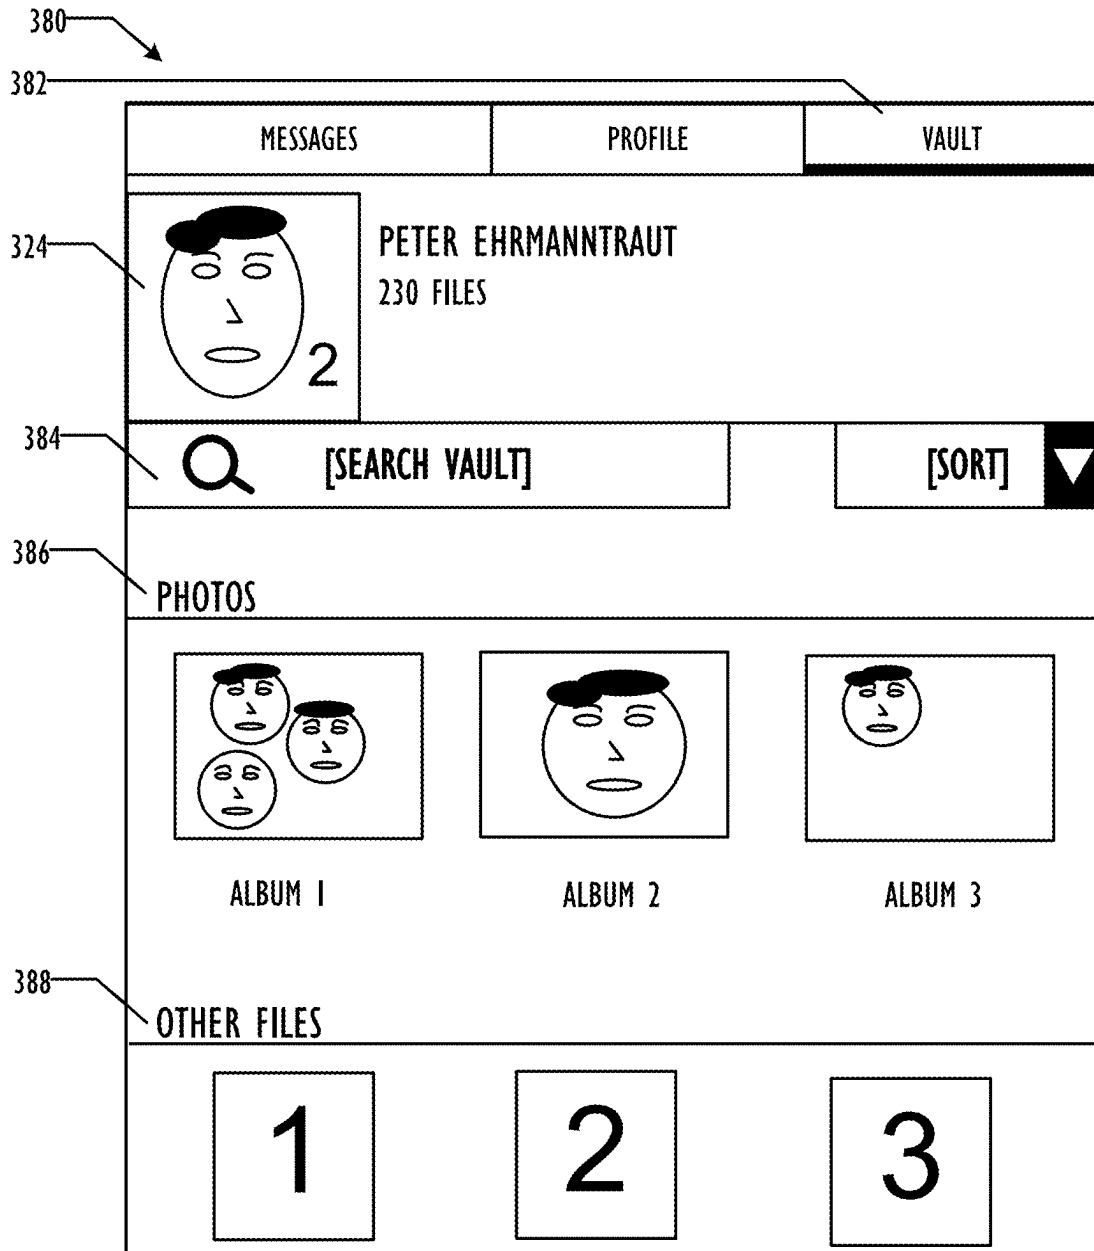 380
382
MESSAGES PROFILE VAULT
324
PETER EHRMANNTRAUT
230 FILES
2
384
[SEARCH VAULT] [SORT]
386
PHOTOS
ALBUM 1 ALBUM 2 ALBUM 3
388
OTHER FILES
1 2 3